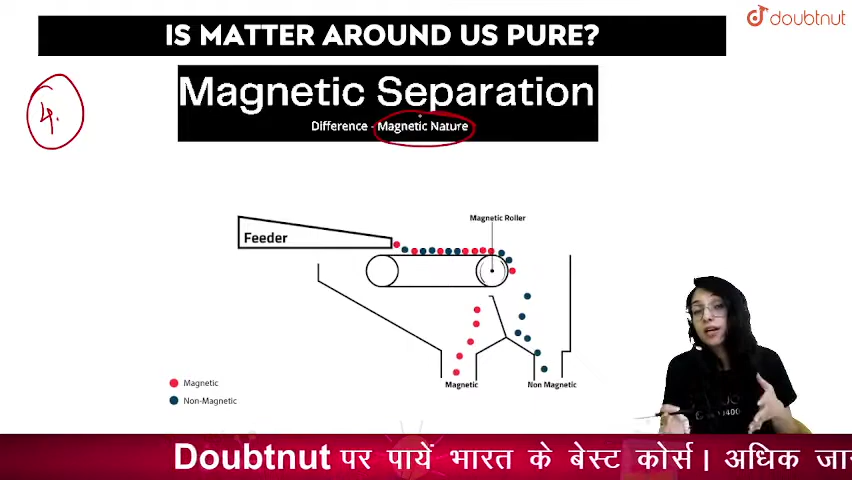 doubtnut
IS MATTER AROUND US PURE?
4.
Magnetic Separation
Difference - Magnetic Nature
Magnetic Roller
Feeder
Magnetic
Non Magnetic
Magnetic
Non-Magnetic
Doubtnut पर पायें भारत के बेस्ट कोर्स। अधिक जा